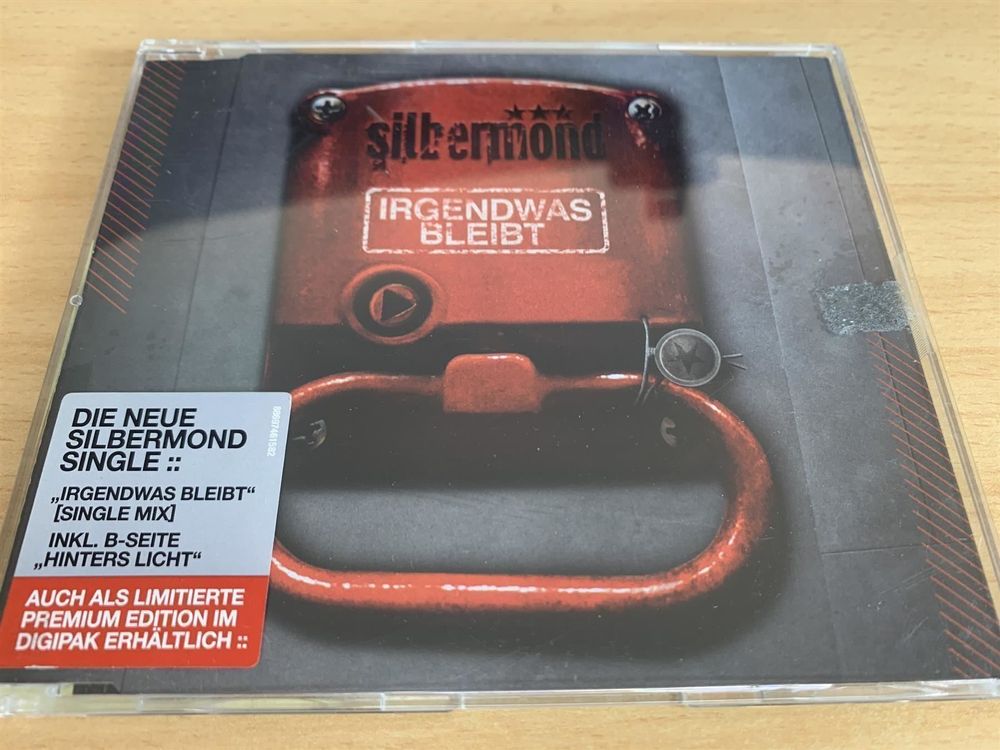 silbermond
IRGENDWAS
BLEIBT
DIE NEUE
SILBERMOND
SINGLE ::
„IRGENDWAS BLEIBT“
[SINGLE MIX]
INKL. B-SEITE
„HINTERS LICHT“
AUCH ALS LIMITIERTE
PREMIUM EDITION IM
DIGIPAK ERHÄLTLICH ::
88697461582